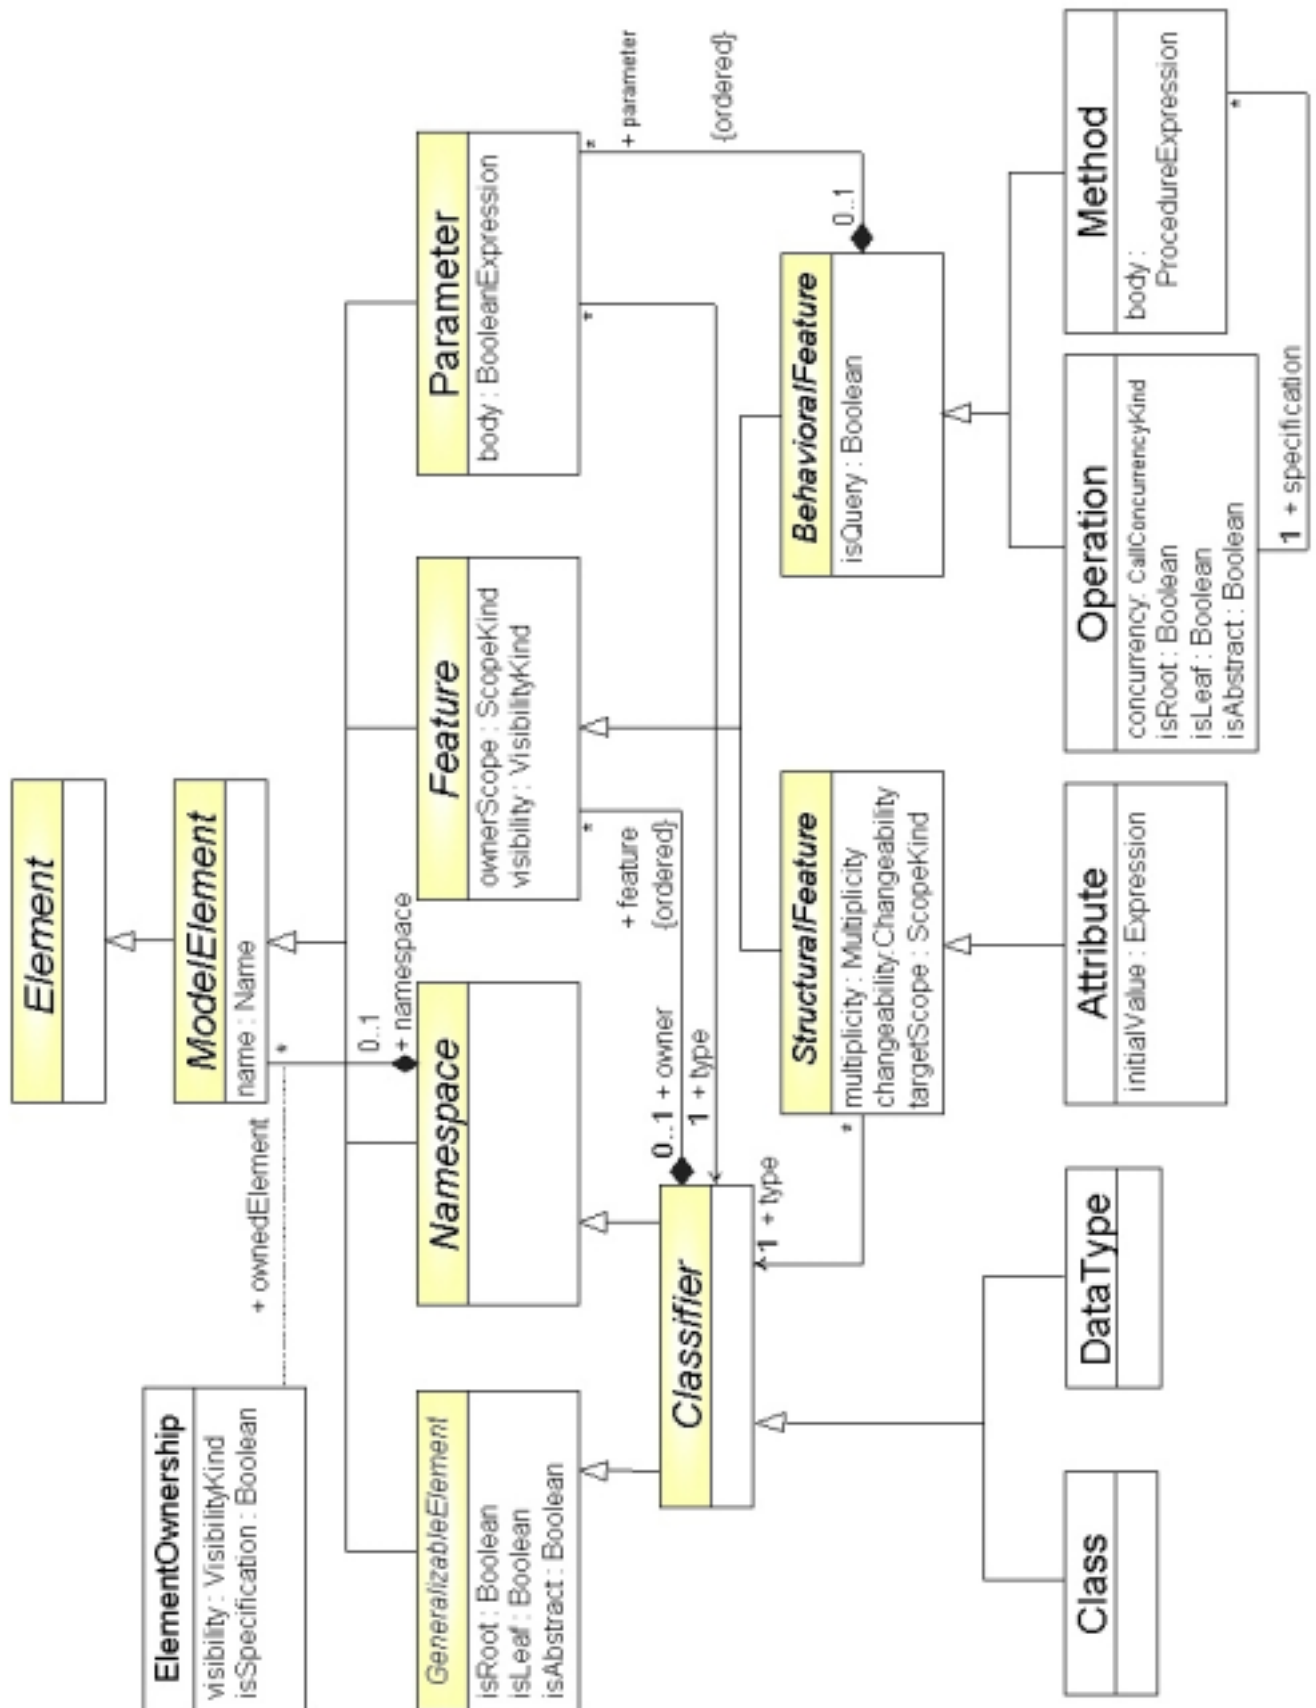 Element
ModelElement
name : Name
*
+ ownedElement
0..1
+ namespace
ElementOwnership
visibility : VisibilityKind
isSpecification : Boolean
GeneralizableElement
isRoot : Boolean
isLeaf : Boolean
isAbstract : Boolean
Namespace
Feature
ownerScope : ScopeKind
visibility : VisibilityKind
Parameter
body : BooleanExpression
*
+ feature
{ordered}
*
*
+ parameter
{ordered}
0..1 + owner
1 + type
Classifier
1 + type
*
StructuralFeature
multiplicity : Multiplicity
changeability:Changeability
targetScope : ScopeKind
BehavioralFeature
isQuery : Boolean
0..1
Class
DataType
Attribute
initialValue : Expression
Operation
concurrency: CallConcurrencyKind
isRoot : Boolean
isLeaf : Boolean
isAbstract : Boolean
Method
body :
ProcedureExpression
*
1 + specification